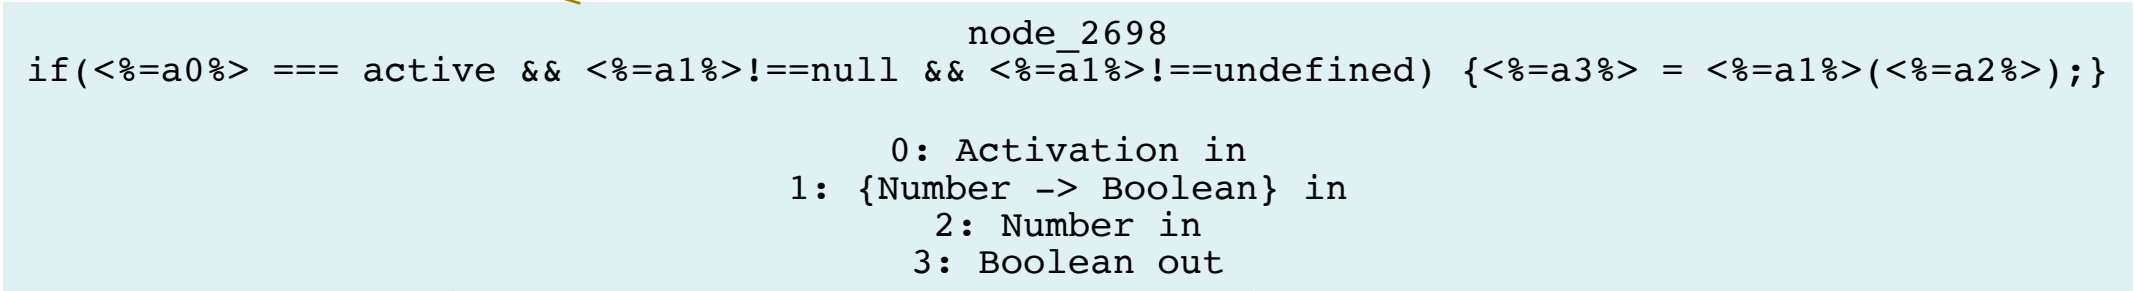 node_2698
if(<%=a0%> === active && <%=a1%>!==null && <%=a1%>!==undefined) {<%=a3%> = <%=a1%>(<%=a2%>);}
0: Activation in
1: {Number -> Boolean} in
2: Number in
3: Boolean out